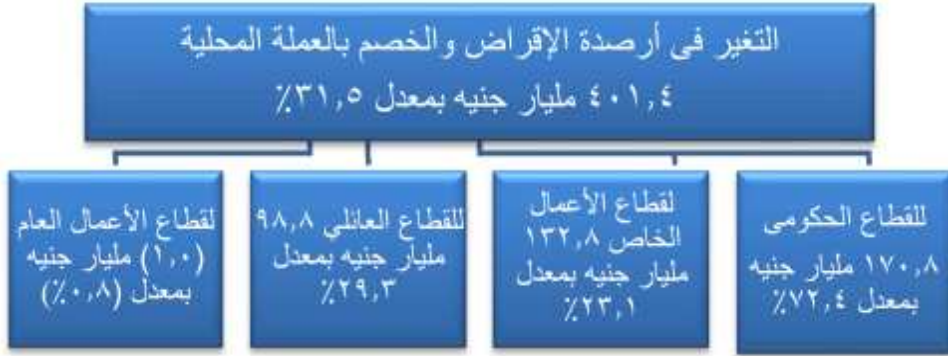 التغير فى أرصدة الإقراض والخصم بالعملة المحلية
٤٠١,٤ مليار جنيه بمعدل ٣١,٥٪
للقطاع الحكومى
١٧٠,٨ مليار جنيه
بمعدل ٧٢,٤٪
لقطاع الأعمال
الخاص ١٣٢,٨
مليار جنيه بمعدل
٢٣,١٪
للقطاع العائلي ٩٨,٨
مليار جنيه بمعدل
٢٩,٣٪
لقطاع الأعمال العام
(١,٠) مليار جنيه
بمعدل (٠,٨٪)